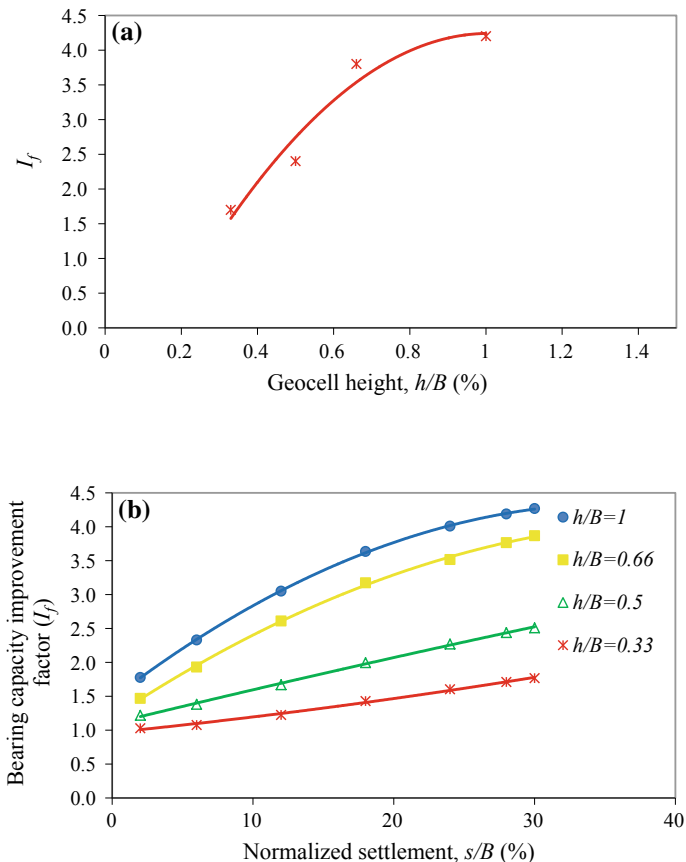 (a)
4.5
4.0
3.5
3.0
2.5
2.0
1.5
1.0
0.5
0.0
I_f
0 0.2 0.4 0.6 0.8 1 1.2 1.4
Geocell height, h/B (%)
(b)
4.5
4.0
3.5
3.0
2.5
2.0
1.5
1.0
0.5
0.0
Bearing capacity improvement
factor (I_f)
h/B=1
h/B=0.66
h/B=0.5
h/B=0.33
0 10 20 30 40
Normalized settlement, s/B (%)